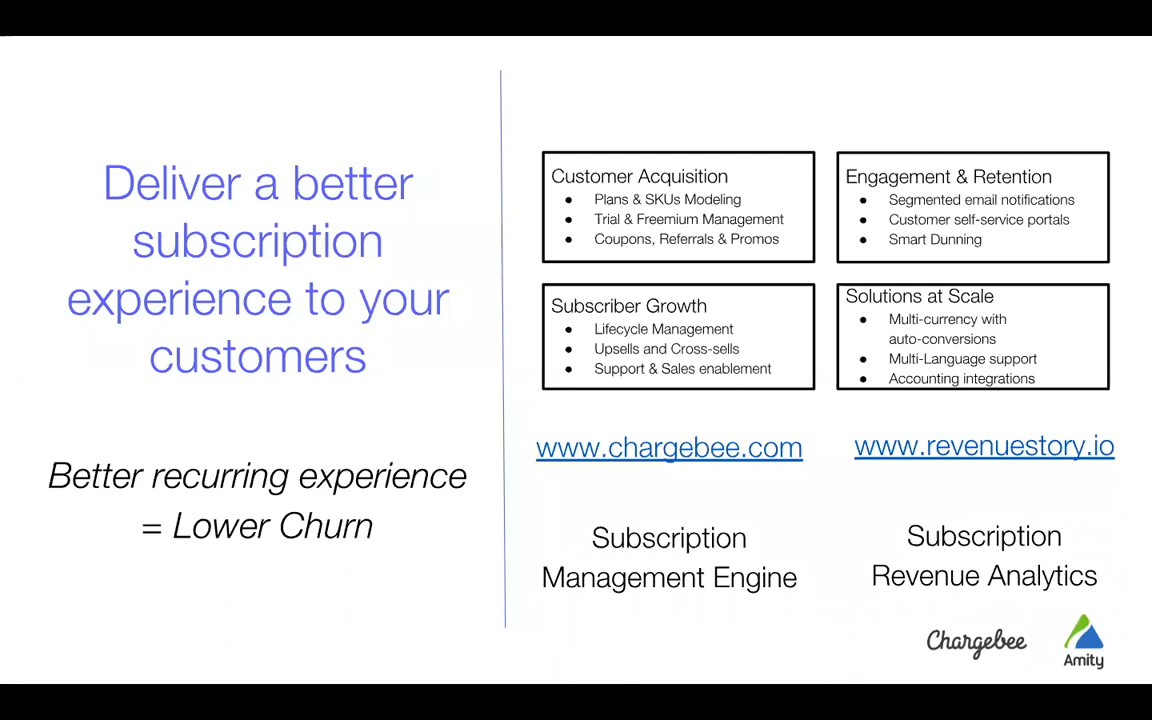 Deliver a better
subscription
experience to your
customers
Better recurring experience
= Lower Churn
Customer Acquisition
● Plans & SKUs Modeling
● Trial & Freemium Management
● Coupons, Referrals & Promos
Engagement & Retention
● Segmented email notifications
● Customer self-service portals
● Smart Dunning
Subscriber Growth
● Lifecycle Management
● Upsells and Cross-sells
● Support & Sales enablement
Solutions at Scale
● Multi-currency with
auto-conversions
● Multi-Language support
● Accounting integrations
www.chargebee.com
www.revenuestory.io
Subscription
Management Engine
Subscription
Revenue Analytics
Chargebee
Amity